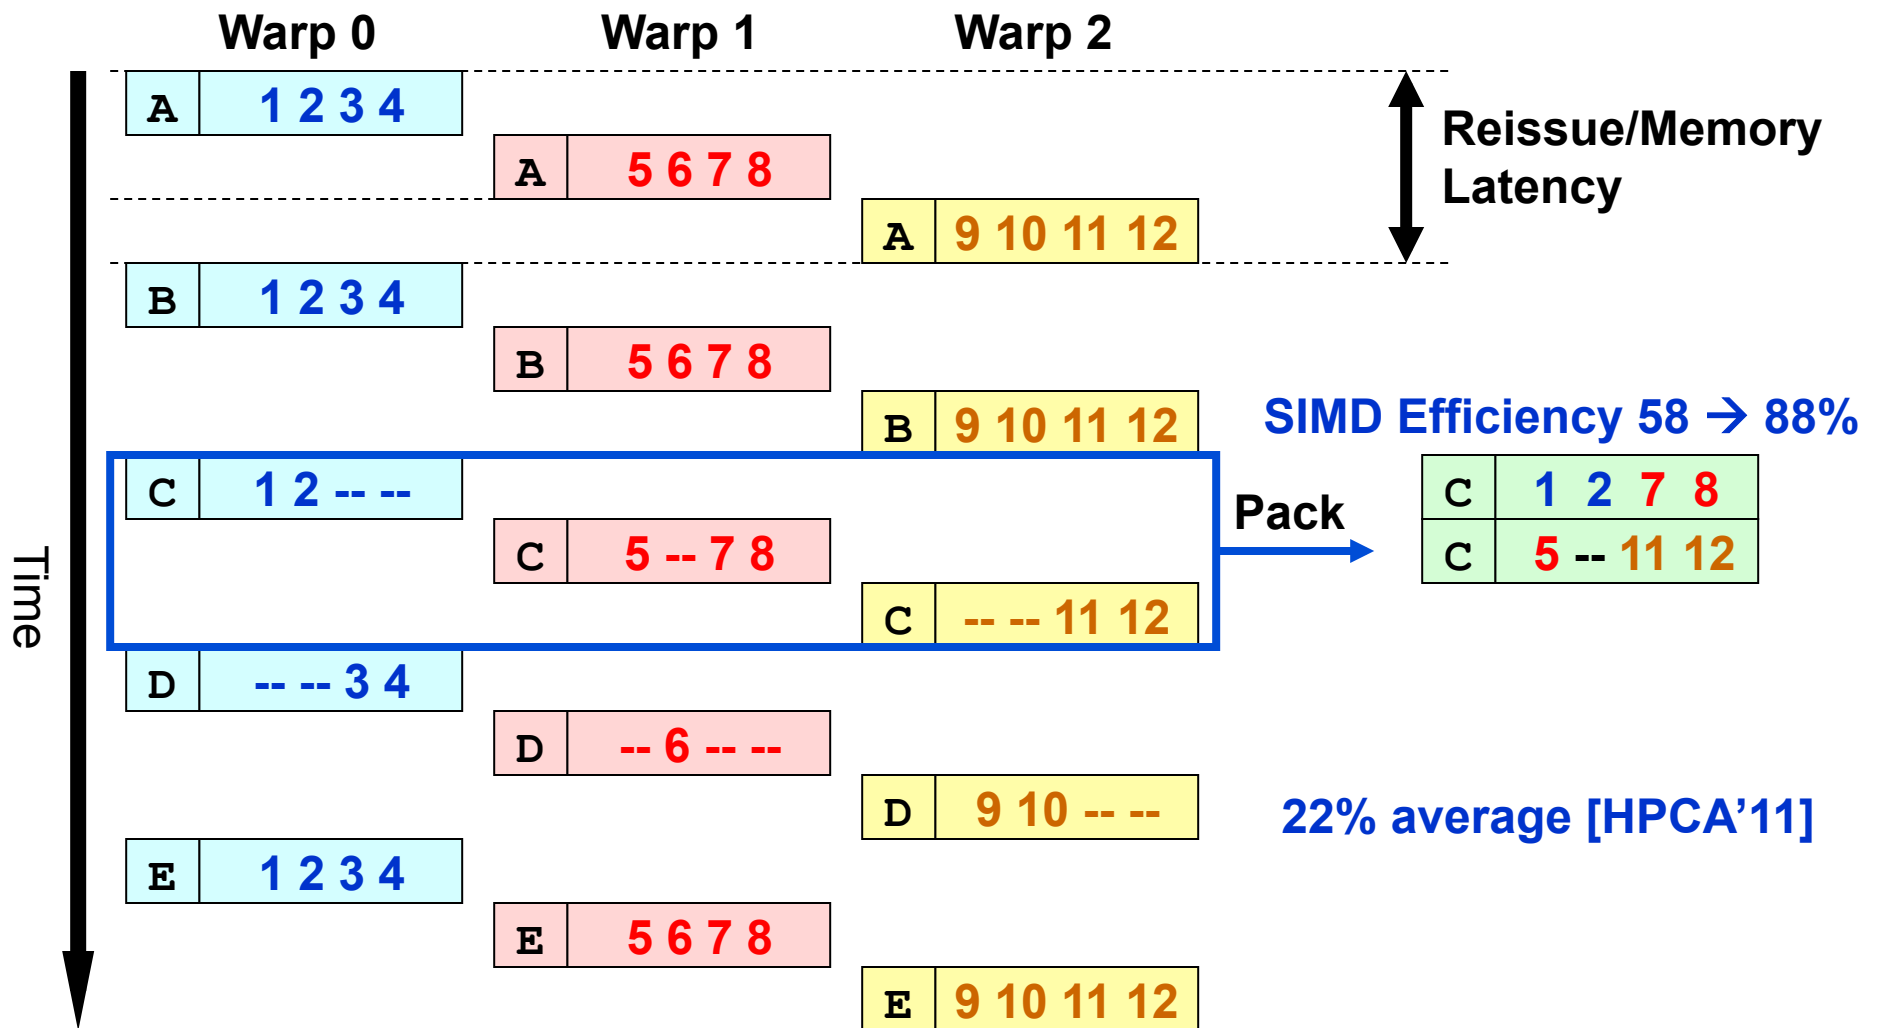 Warp 0 Warp 1 Warp 2
A 1 2 3 4
Reissue/Memory
Latency
A 5 6 7 8
A 9 10 11 12
B 1 2 3 4
B 5 6 7 8
B 9 10 11 12
SIMD Efficiency 58 → 88%
C 1 2 -- --
Pack
C 1 2 7 8
C 5 -- 7 8
C 5 -- 11 12
C -- -- 11 12
Time
D -- -- 3 4
D -- 6 -- --
D 9 10 -- --
22% average [HPCA’11]
E 1 2 3 4
E 5 6 7 8
E 9 10 11 12